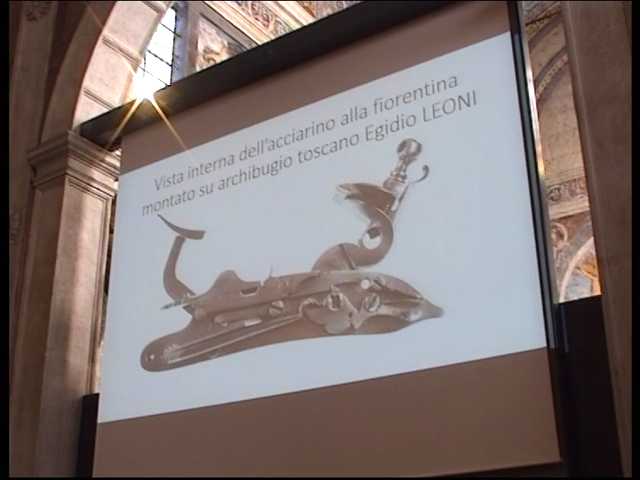 Vista interna dell'acciarino alla fiorentina
montato su archibugio toscano Egidio LEONI